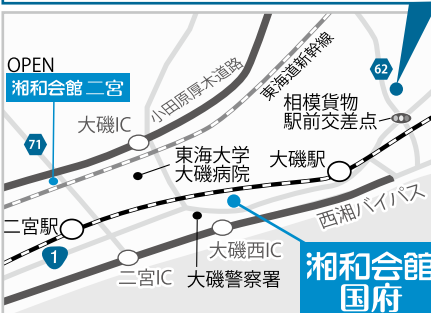 OPEN
湘和会館 二宮
小田原厚木道路
東海道新幹線
62
相模貨物
駅前交差点
大磯IC
71
東海大学
大磯病院
大磯駅
西湘バイパス
二宮駅
1
大磯西IC
二宮IC
大磯警察署
湘和会館
国府